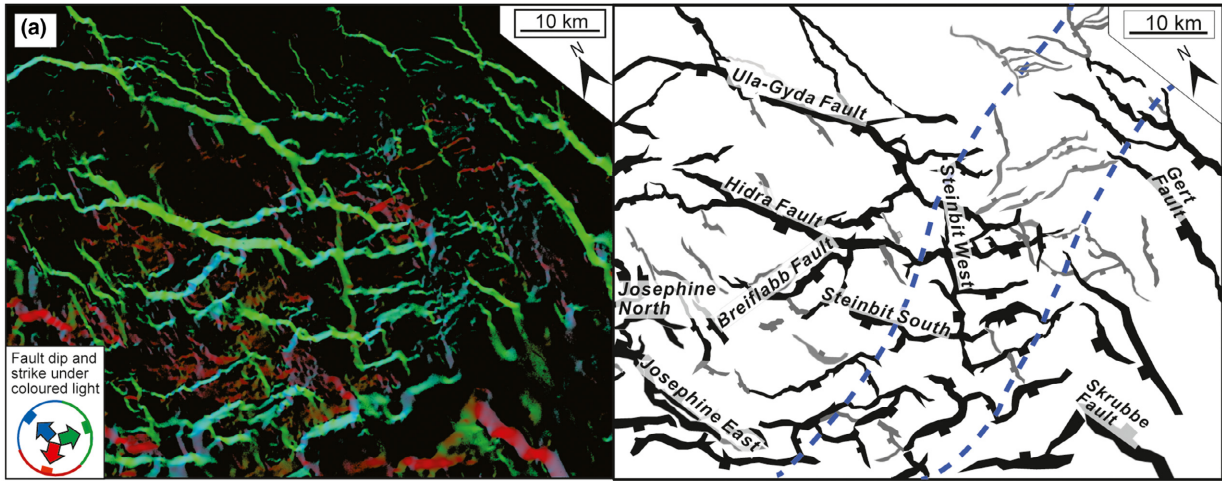 (a)
10 km
N
Fault dip and
strike under
coloured light
10 km
N
Ula-Gyda Fault
Hidra Fault
Steinbit West
Gert
Fault
Breiflabb Fault
Josephine
North
Steinbit South
Josephine East
Skrubbe
Fault